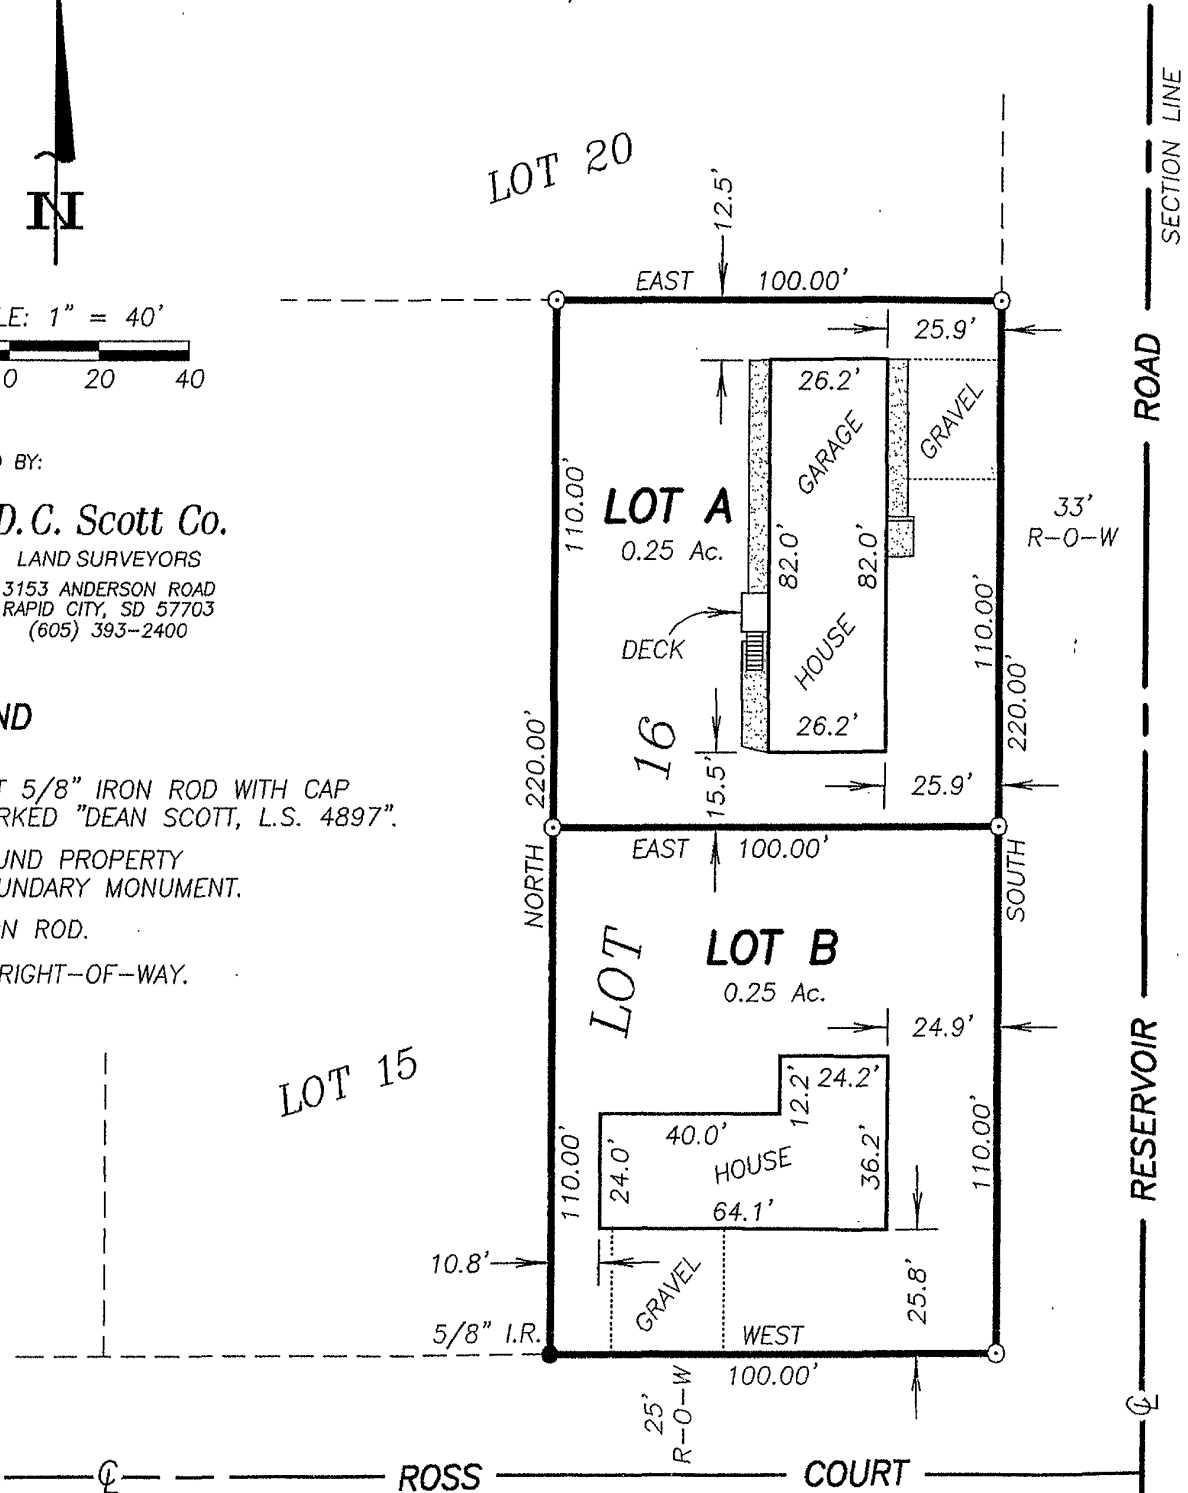 N
LE: 1" = 40'
0 20 40
BY:
D.C. Scott Co.
LAND SURVEYORS
3153 ANDERSON ROAD
RAPID CITY, SD 57703
(605) 393-2400
ND
T 5/8" IRON ROD WITH CAP
RKED "DEAN SCOTT, L.S. 4897".
UND PROPERTY
UNDARY MONUMENT.
N ROD.
RIGHT-OF-WAY.
LOT 20
12.5'
EAST 100.00'
25.9'
26.2'
GARAGE
GRAVEL
LOT A
0.25 Ac.
110.00'
82.0'
82.0'
33'
R-O-W
DECK
HOUSE
110.00'
26.2'
220.00'
220.00'
15.5'
25.9'
EAST 100.00'
NORTH
SOUTH
LOT 16
LOT B
0.25 Ac.
24.9'
LOT 15
24.2'
12.2'
40.0'
HOUSE
24.0'
36.2'
64.1'
110.00'
110.00'
10.8'
GRAVEL
25.8'
5/8" I.R.
WEST
100.00'
25'
R-O-W
ROSS COURT
℄
℄
RESERVOIR ROAD
SECTION LINE